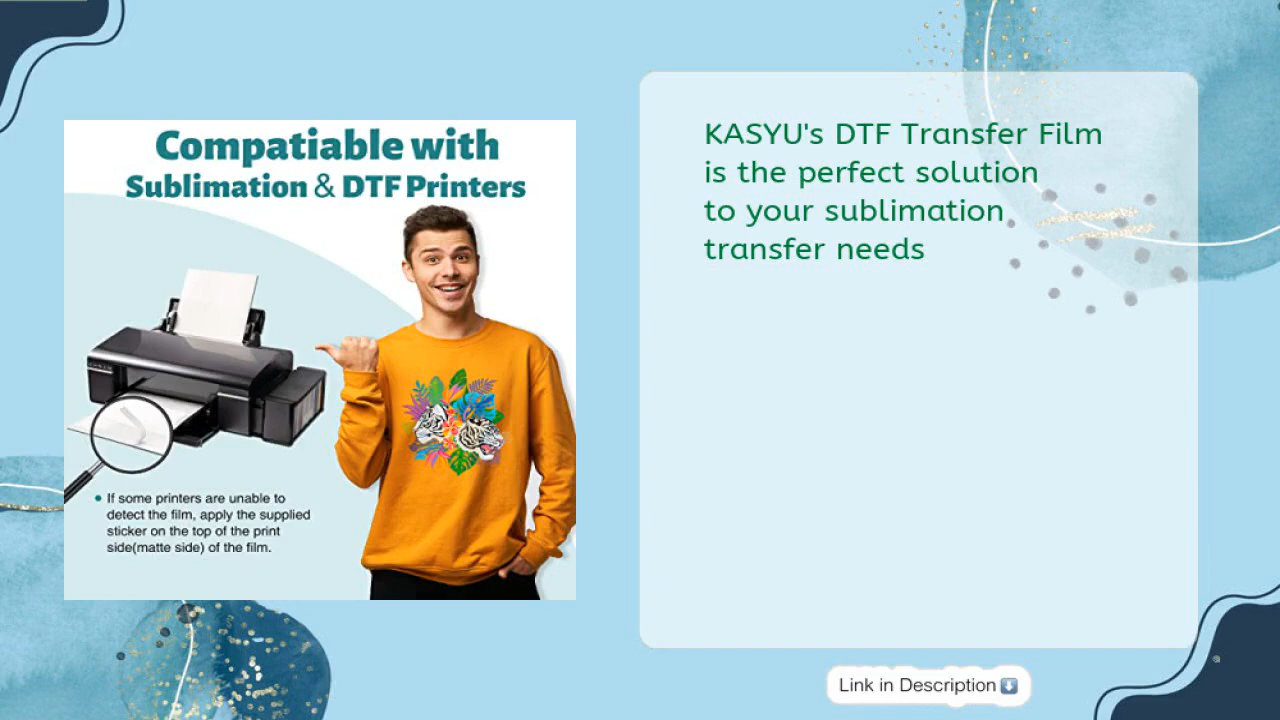 Compatiable with
Sublimation & DTF Printers
If some printers are unable to
detect the film, apply the supplied
sticker on the top of the print
side(matte side) of the film.
KASYU's DTF Transfer Film
is the perfect solution
to your sublimation
transfer needs
Link in Description ⬇️